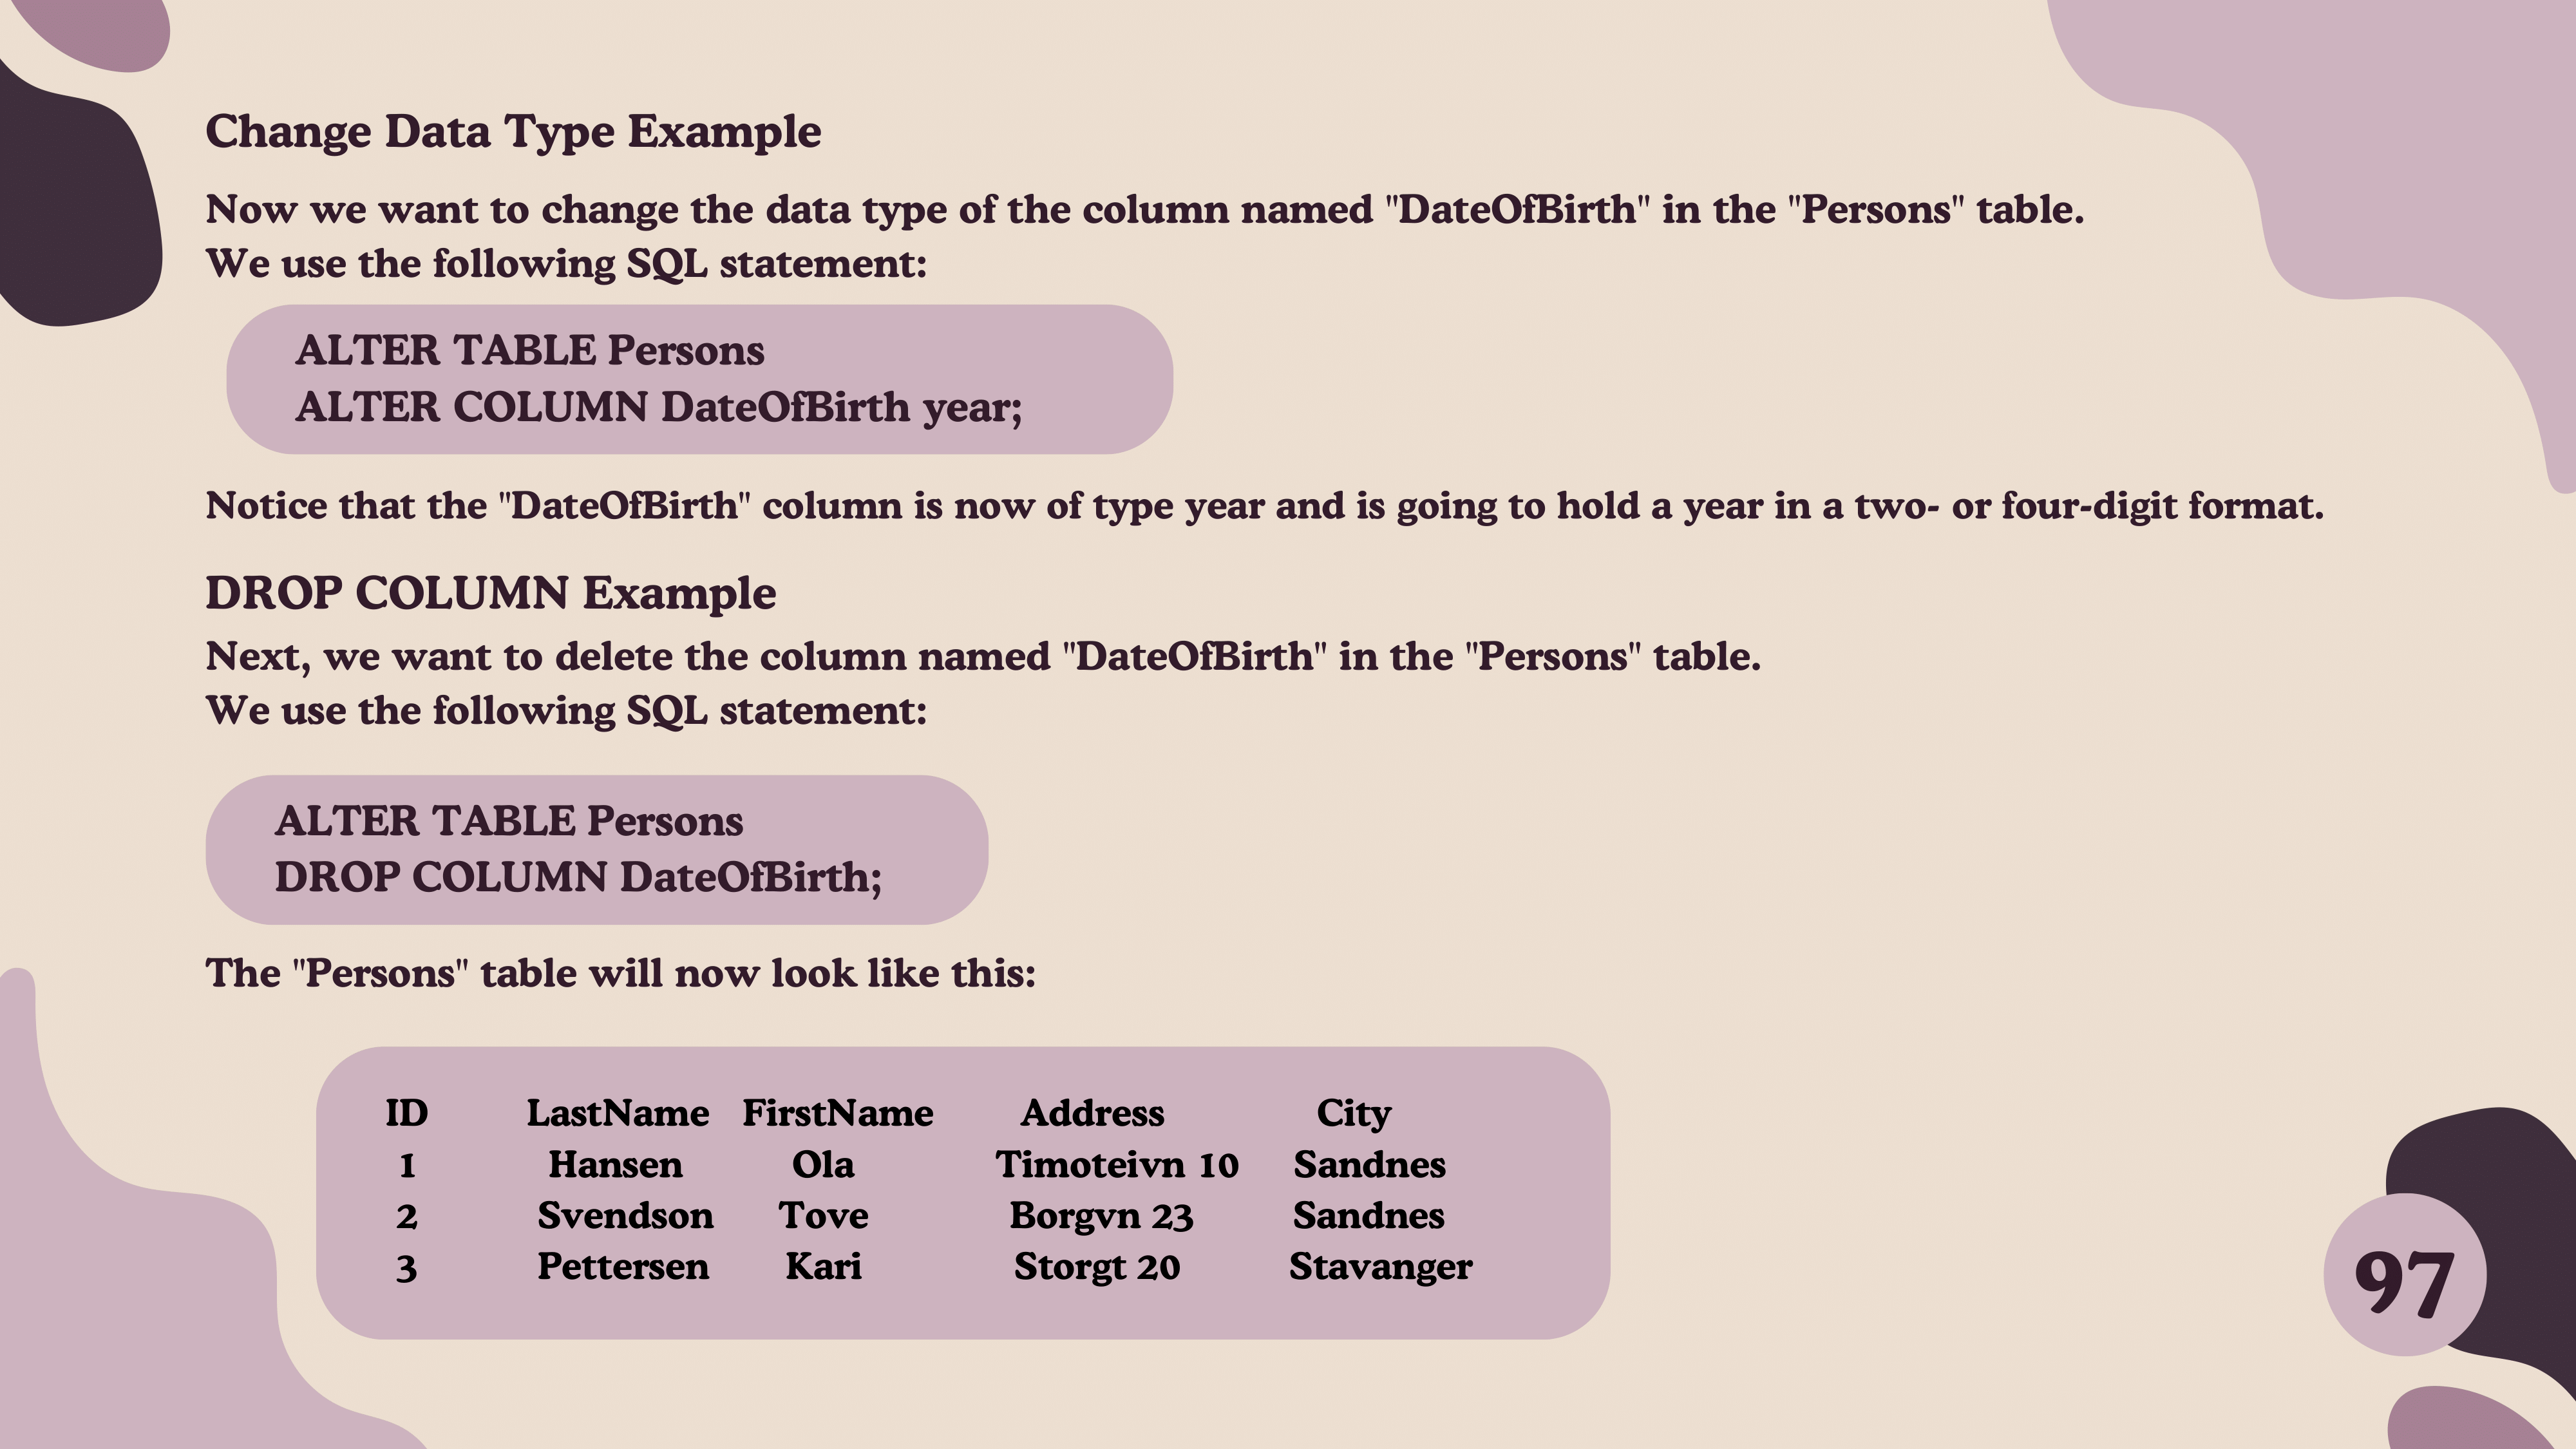 Change Data Type Example
Now we want to change the data type of the column named "DateOfBirth" in the "Persons" table.
We use the following SQL statement:
ALTER TABLE Persons
ALTER COLUMN DateOfBirth year;
Notice that the "DateOfBirth" column is now of type year and is going to hold a year in a two- or four-digit format.
DROP COLUMN Example
Next, we want to delete the column named "DateOfBirth" in the "Persons" table.
We use the following SQL statement:
ALTER TABLE Persons
DROP COLUMN DateOfBirth;
The "Persons" table will now look like this:
ID LastName FirstName Address City
1 Hansen Ola Timoteivn 10 Sandnes
2 Svendson Tove Borgvn 23 Sandnes
3 Pettersen Kari Storgt 20 Stavanger
97